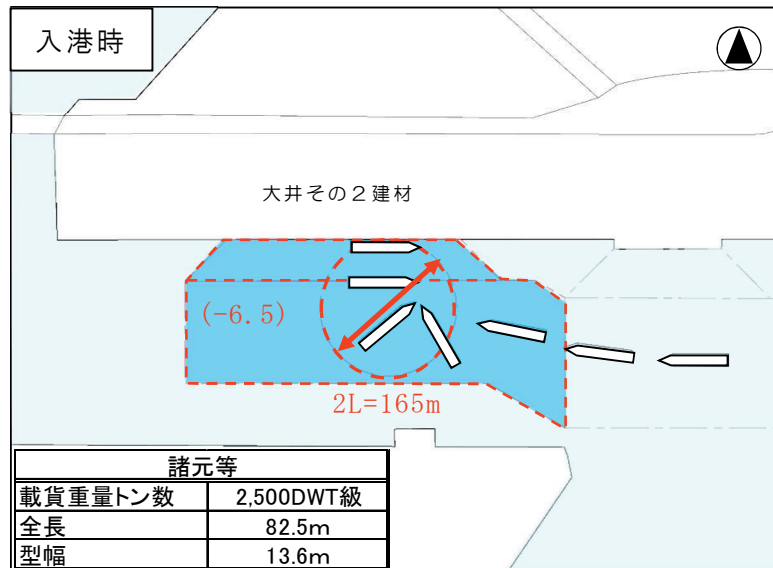 入港時
大井その２建材
(-6.5)
2L=165m
諸元等
載貨重量トン数 2,500DWT級
全長 82.5m
型幅 13.6m